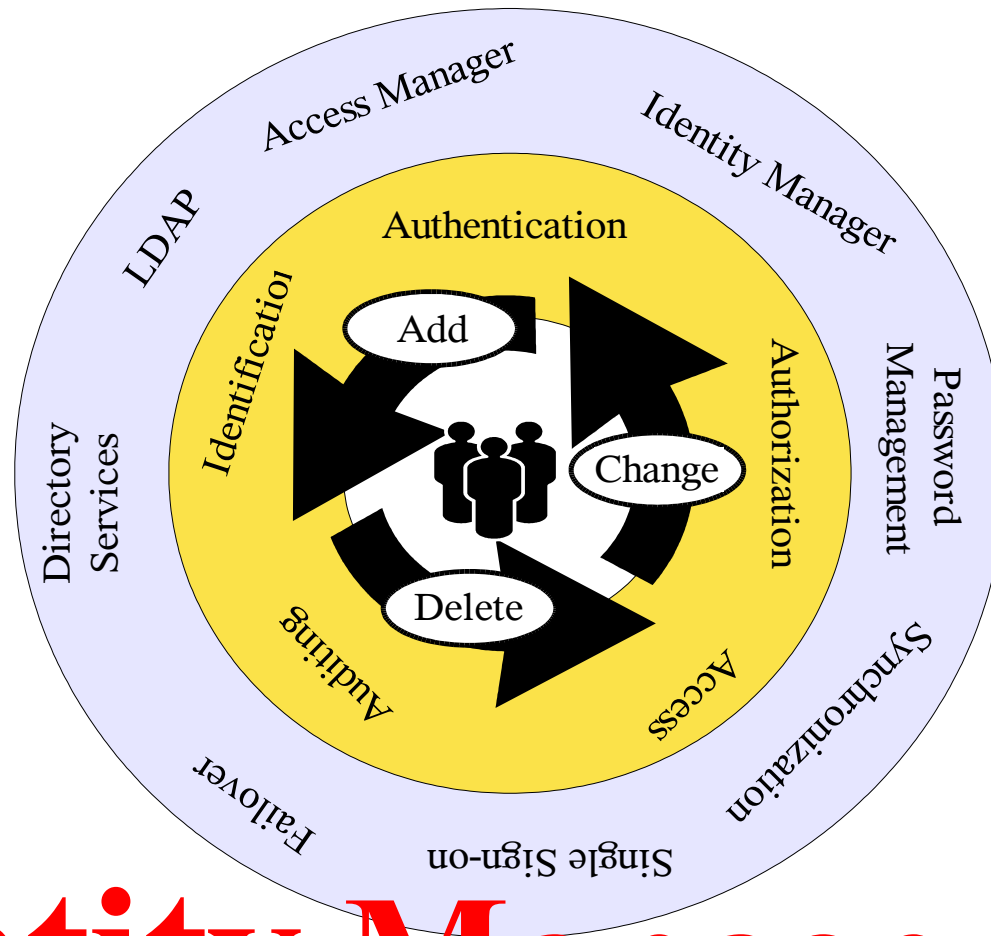 Access Manager
Identity Manager
Password
Management
Synchronization
Single Sign-on
Failover
Directory
Services
LDAP
Authentication
Authorization
Access
Auditing
Identification
Add
Change
Delete